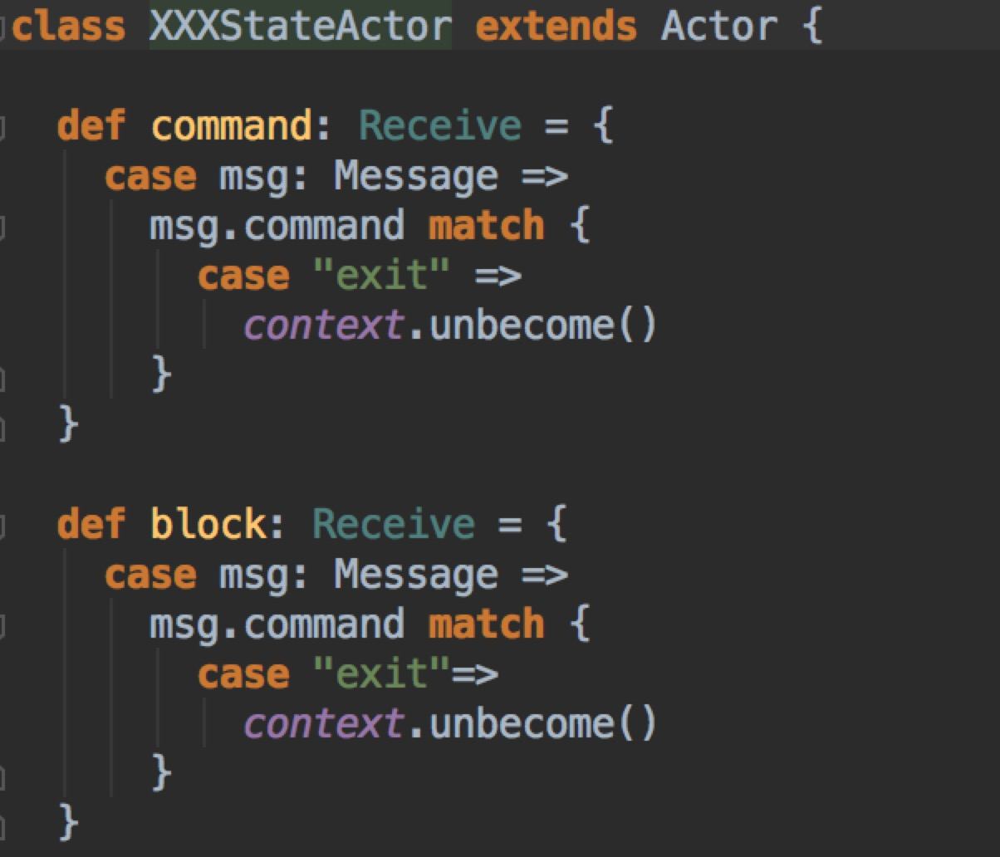 class XXXStateActor extends Actor {
def command: Receive = {
case msg: Message =>
msg.command match {
case "exit" =>
context.unbecome()
}
}
def block: Receive = {
case msg: Message =>
msg.command match {
case "exit"=>
context.unbecome()
}
}